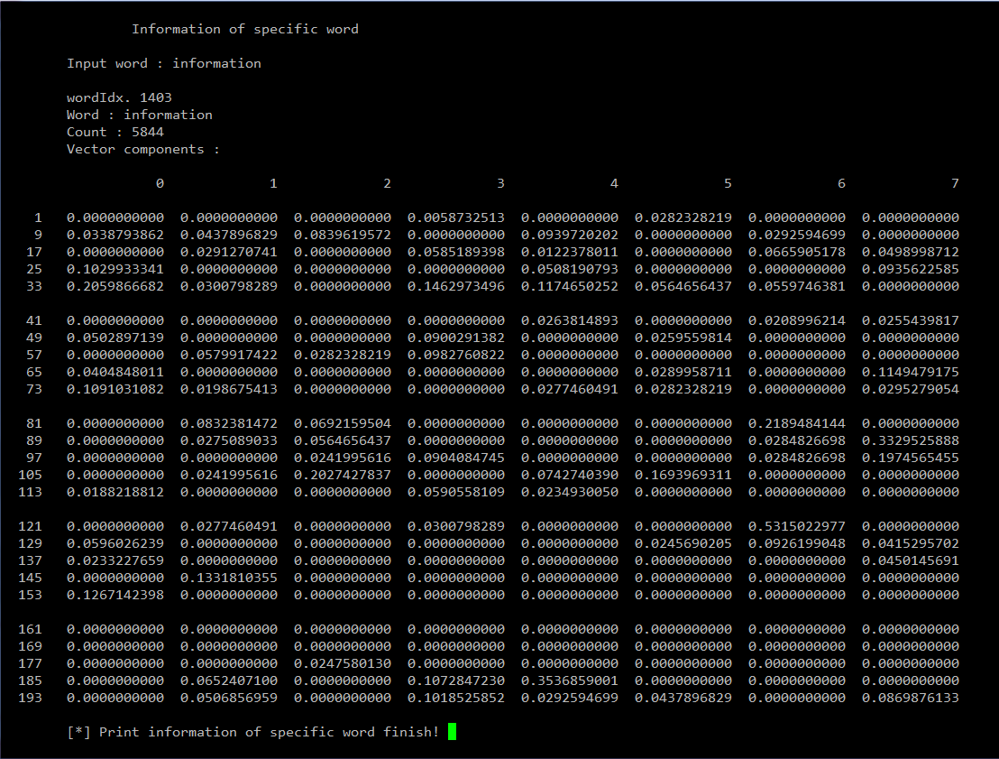 Information of specific word
Input word : information
wordIdx. 1403
Word : information
Count : 5844
Vector components :
0 1 2 3 4 5 6 7
1 0.0000000000 0.0000000000 0.0000000000 0.0058732513 0.0000000000 0.0282328219 0.0000000000 0.0000000000
9 0.0338793862 0.0437896829 0.0839619572 0.0000000000 0.0939720202 0.0000000000 0.0292594699 0.0000000000
17 0.0000000000 0.0291270741 0.0000000000 0.0585189398 0.0122378011 0.0000000000 0.0665905178 0.0498998712
25 0.1029933341 0.0000000000 0.0000000000 0.0000000000 0.0508190793 0.0000000000 0.0000000000 0.0935622585
33 0.2059866682 0.0300798289 0.0000000000 0.1462973496 0.1174650252 0.0564656437 0.0559746381 0.0000000000
41 0.0000000000 0.0000000000 0.0000000000 0.0000000000 0.0263814893 0.0000000000 0.0208996214 0.0255439817
49 0.0502897139 0.0000000000 0.0000000000 0.0900291382 0.0000000000 0.0259559814 0.0000000000 0.0000000000
57 0.0000000000 0.0579917422 0.0282328219 0.0982760822 0.0000000000 0.0000000000 0.0000000000 0.0000000000
65 0.0404848011 0.0000000000 0.0000000000 0.0000000000 0.0000000000 0.0289958711 0.0000000000 0.1149479175
73 0.1091031082 0.0198675413 0.0000000000 0.0000000000 0.0277460491 0.0282328219 0.0000000000 0.0295279054
81 0.0000000000 0.0832381472 0.0692159504 0.0000000000 0.0000000000 0.0000000000 0.2189484144 0.0000000000
89 0.0000000000 0.0275089033 0.0564656437 0.0000000000 0.0000000000 0.0000000000 0.0284826698 0.3329525888
97 0.0000000000 0.0000000000 0.0241995616 0.0904084745 0.0000000000 0.0000000000 0.0284826698 0.1974565455
105 0.0000000000 0.0241995616 0.2027427837 0.0000000000 0.0742740390 0.1693969311 0.0000000000 0.0000000000
113 0.0188218812 0.0000000000 0.0000000000 0.0590558109 0.0234930050 0.0000000000 0.0000000000 0.0000000000
121 0.0000000000 0.0277460491 0.0000000000 0.0300798289 0.0000000000 0.0000000000 0.5315022977 0.0000000000
129 0.0596026239 0.0000000000 0.0000000000 0.0000000000 0.0000000000 0.0245690205 0.0926199048 0.0415295702
137 0.0233227659 0.0000000000 0.0000000000 0.0000000000 0.0000000000 0.0000000000 0.0000000000 0.0450145691
145 0.0000000000 0.1331810355 0.0000000000 0.0000000000 0.0000000000 0.0000000000 0.0000000000 0.0000000000
153 0.1267142398 0.0000000000 0.0000000000 0.0000000000 0.0000000000 0.0000000000 0.0000000000 0.0000000000
161 0.0000000000 0.0000000000 0.0000000000 0.0000000000 0.0000000000 0.0000000000 0.0000000000 0.0000000000
169 0.0000000000 0.0000000000 0.0000000000 0.0000000000 0.0000000000 0.0000000000 0.0000000000 0.0000000000
177 0.0000000000 0.0000000000 0.0247580130 0.0000000000 0.0000000000 0.0000000000 0.0000000000 0.0000000000
185 0.0000000000 0.0652407100 0.0000000000 0.1072847230 0.3536859001 0.0000000000 0.0000000000 0.0000000000
193 0.0000000000 0.0506856959 0.0000000000 0.1018525852 0.0292594699 0.0437896829 0.0000000000 0.0869876133
[*] Print information of specific word finish!